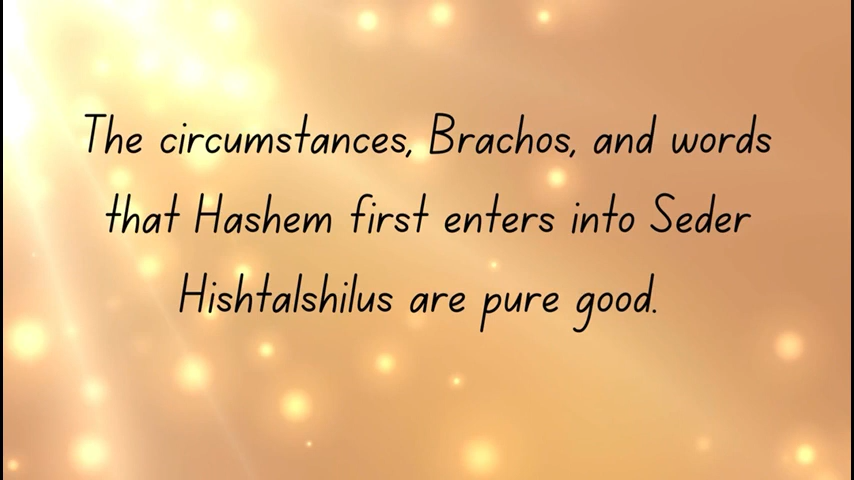 The circumstances, Brachos, and words
that Hashem first enters into Seder
Hishtalshilus are pure good.